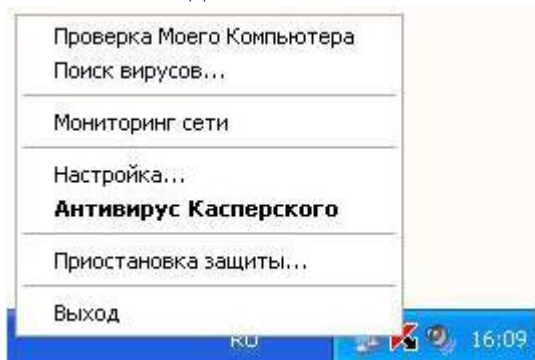 Проверка Моего Компьютера
Поиск вирусов...
Мониторинг сети
Настройка...
Антивирус Касперского
Приостановка защиты...
Выход
RU
16:09